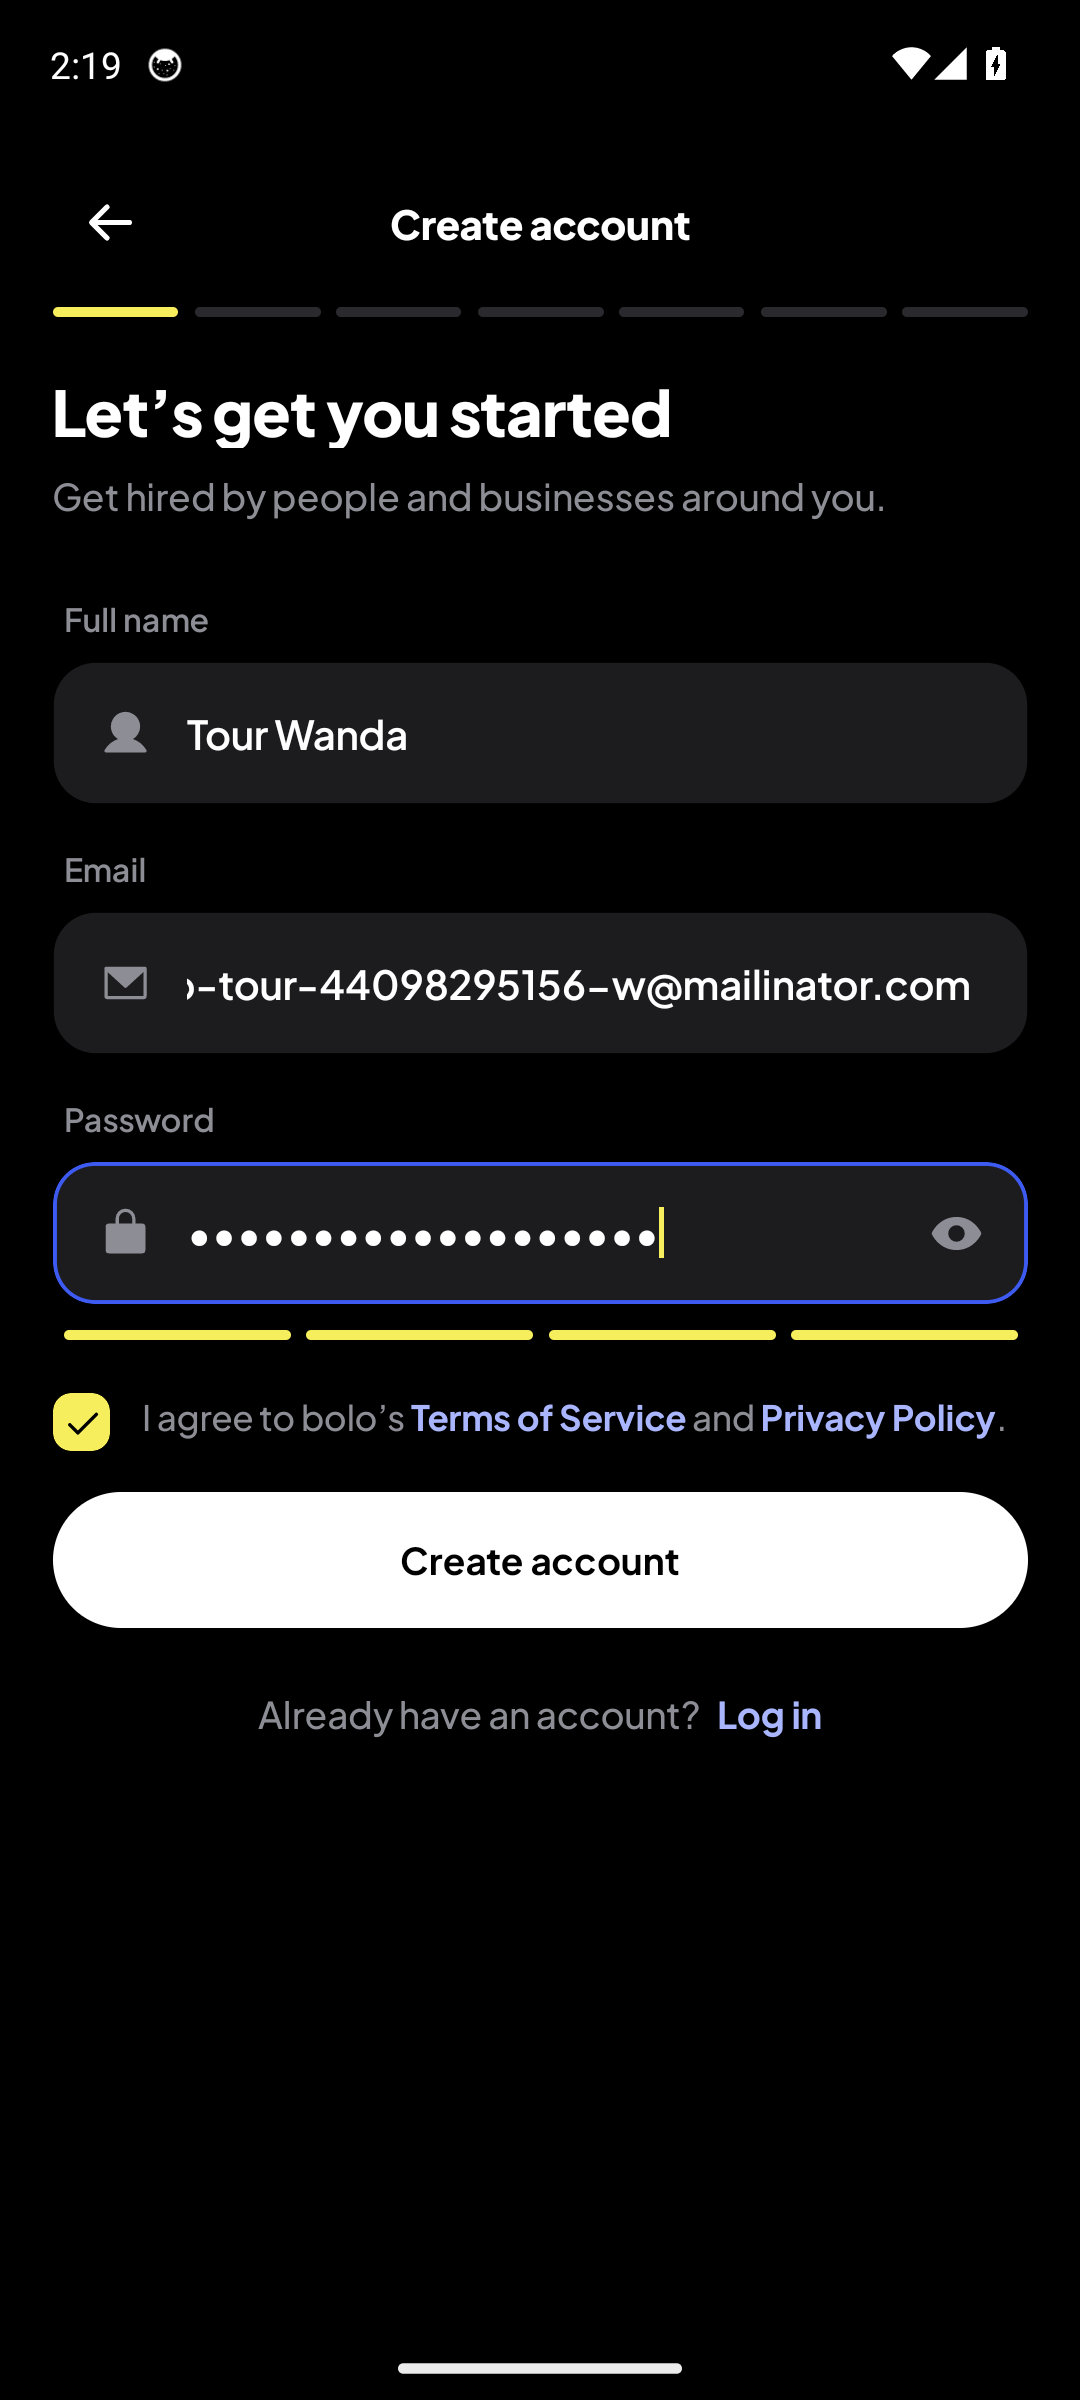 2:19
Create account
Let’s get you started
Get hired by people and businesses around you.
Full name
Tour Wanda
Email
-tour-44098295156-w@mailinator.com
Password
•••••••••••••••••••
I agree to bolo’s Terms of Service and Privacy Policy.
Create account
Already have an account? Log in